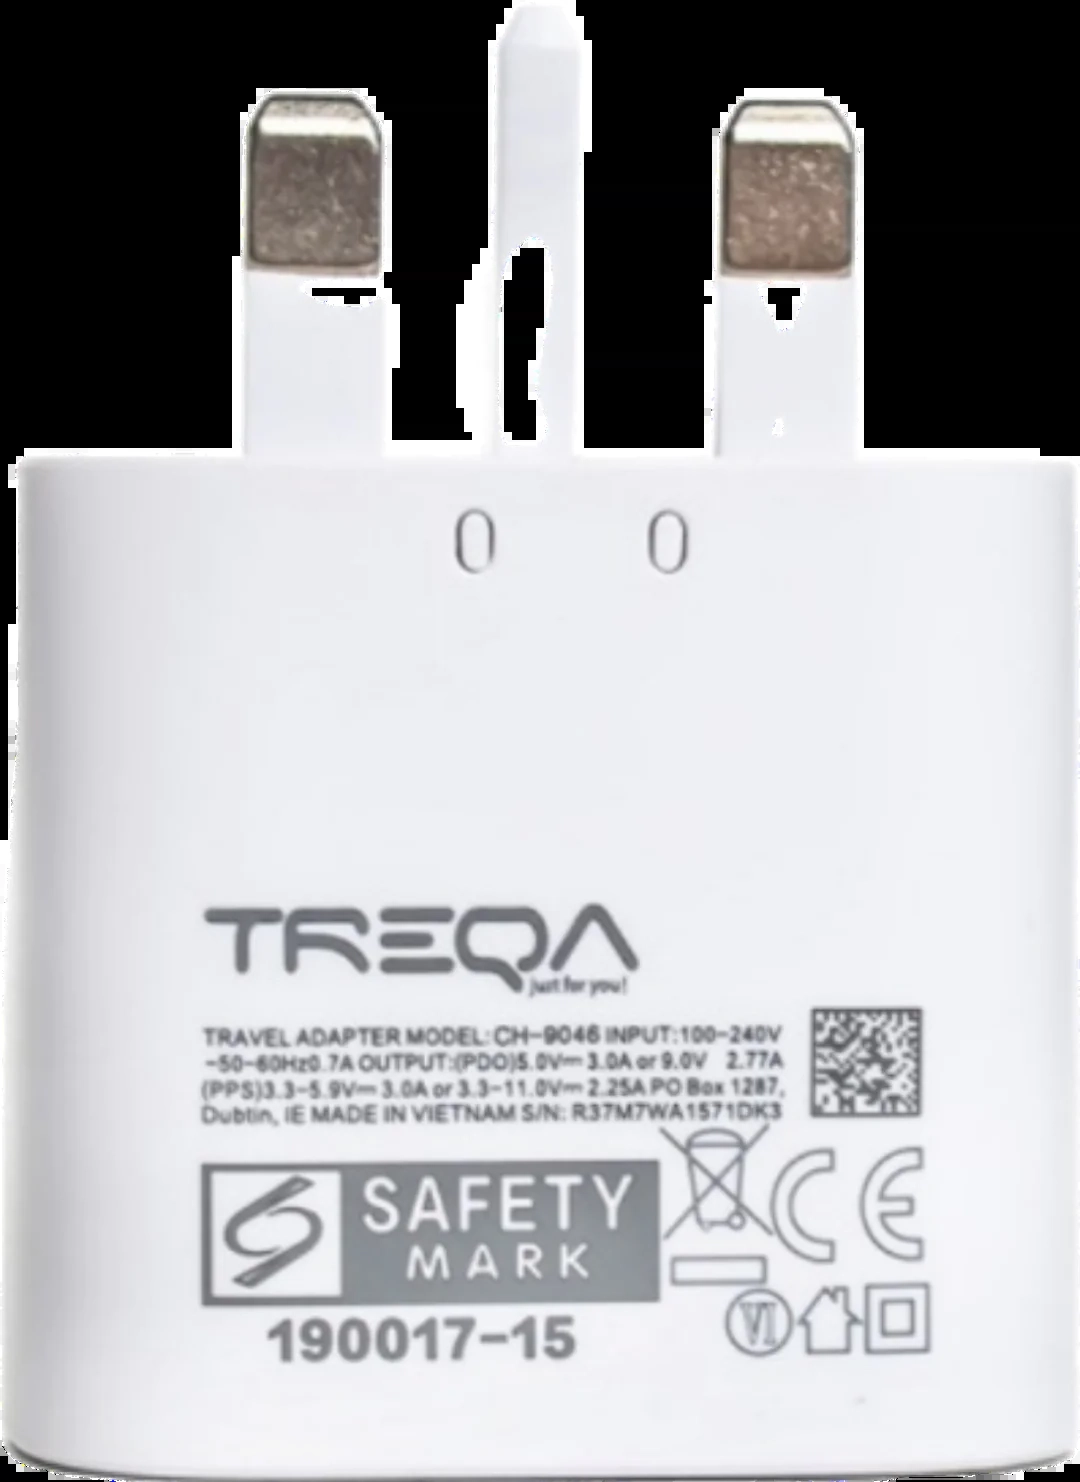 TREQA
just for you!
TRAVEL ADAPTER MODEL: CH-9046 INPUT:100-240V
~50-60Hz0.7A OUTPUT:(PDO)5.0V⎓ 3.0A or 9.0V 2.77A
(PPS)3.3-5.9V⎓ 3.0A or 3.3-11.0V⎓ 2.25A PO Box 1287,
Dubtin, IE MADE IN VIETNAM S/N: R37M7WA1571DK3
SAFETY
MARK
CE
190017-15
VI